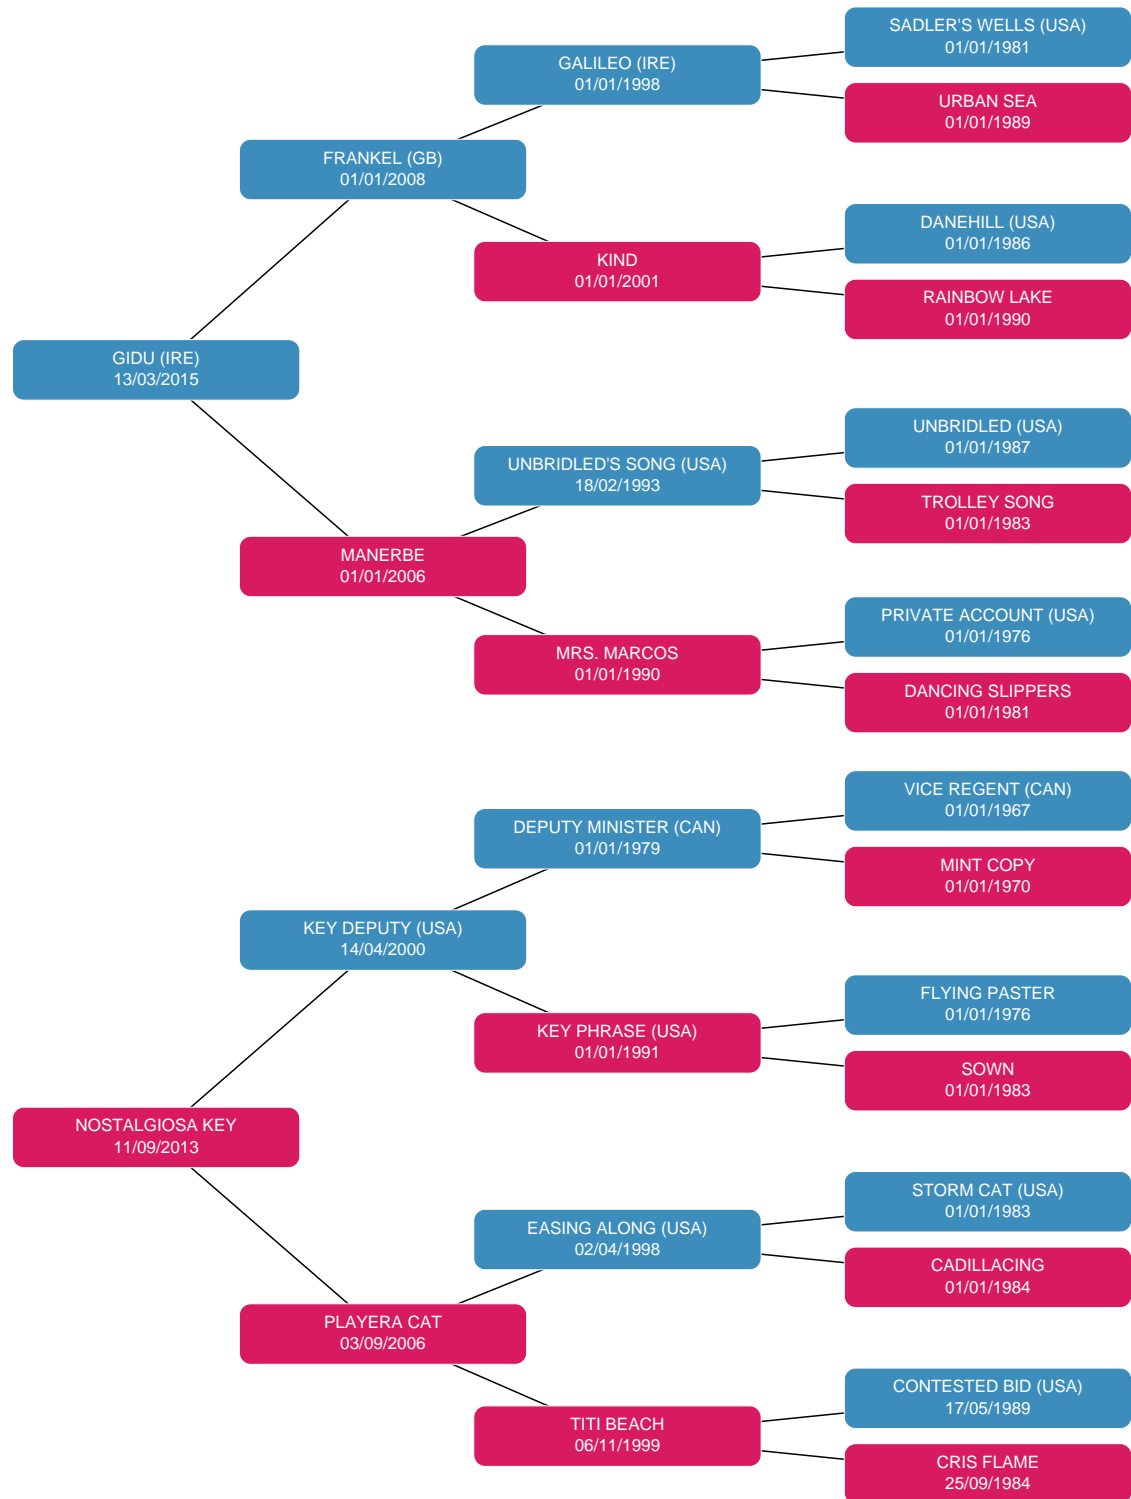 SADLER'S WELLS (USA)
01/01/1981
GALILEO (IRE)
01/01/1998
URBAN SEA
01/01/1989
FRANKEL (GB)
01/01/2008
DANEHILL (USA)
01/01/1986
KIND
01/01/2001
RAINBOW LAKE
01/01/1990
GIDU (IRE)
13/03/2015
UNBRIDLED (USA)
01/01/1987
UNBRIDLED'S SONG (USA)
18/02/1993
TROLLEY SONG
01/01/1983
MANERBE
01/01/2006
PRIVATE ACCOUNT (USA)
01/01/1976
MRS. MARCOS
01/01/1990
DANCING SLIPPERS
01/01/1981
VICE REGENT (CAN)
01/01/1967
DEPUTY MINISTER (CAN)
01/01/1979
MINT COPY
01/01/1970
KEY DEPUTY (USA)
14/04/2000
FLYING PASTER
01/01/1976
KEY PHRASE (USA)
01/01/1991
SOWN
01/01/1983
NOSTALGIOSA KEY
11/09/2013
STORM CAT (USA)
01/01/1983
EASING ALONG (USA)
02/04/1998
CADILLACING
01/01/1984
PLAYERA CAT
03/09/2006
CONTESTED BID (USA)
17/05/1989
TITI BEACH
06/11/1999
CRIS FLAME
25/09/1984